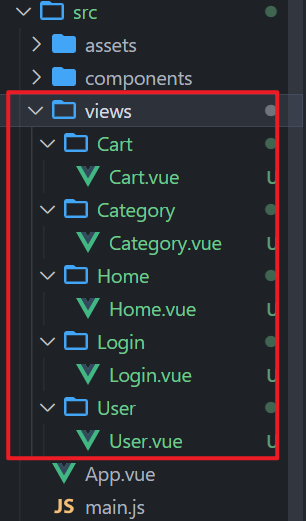 src
assets
components
views
Cart
Cart.vue U
Category
Category.vue U
Home
Home.vue U
Login
Login.vue U
User
User.vue U
App.vue
JS main.js